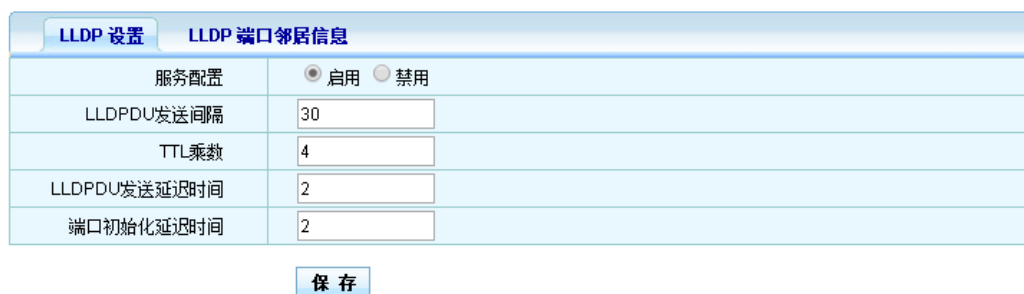 LLDP 设置 LLDP 端口邻居信息
服务配置 启用 禁用
LLDPDU发送间隔 30
TTL乘数 4
LLDPDU发送延迟时间 2
端口初始化延迟时间 2
保 存